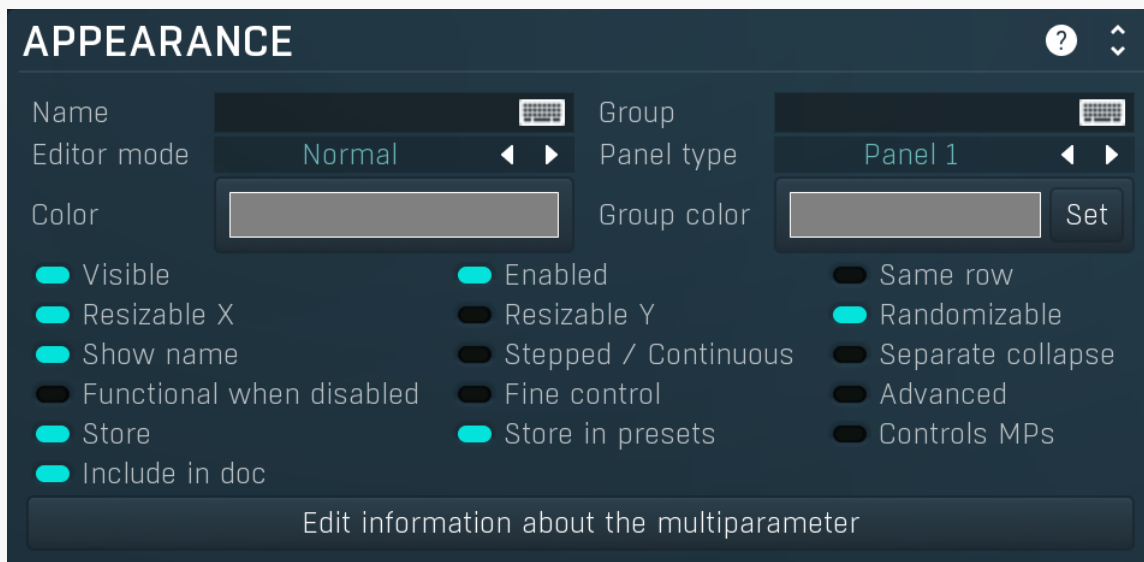 APPEARANCE ?
Name Group
Editor mode Normal Panel type Panel 1
Color Group color Set
Visible Enabled Same row
Resizable X Resizable Y Randomizable
Show name Stepped / Continuous Separate collapse
Functional when disabled Fine control Advanced
Store Store in presets Controls MPs
Include in doc
Edit information about the multiparameter